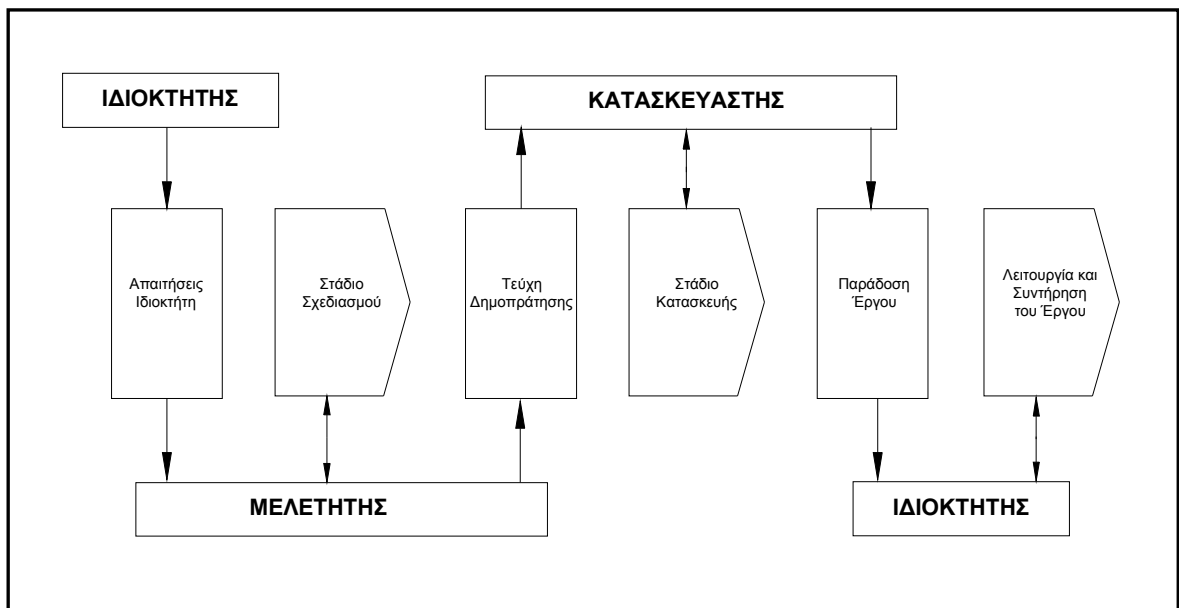 ΙΔΙΟΚΤΗΤΗΣ
ΚΑΤΑΣΚΕΥΑΣΤΗΣ
Απαιτήσεις
Ιδιοκτήτη
Στάδιο
Σχεδιασμού
Τεύχη
Δημοπράτησης
Στάδιο
Κατασκευής
Παράδοση
Έργου
Λειτουργία και
Συντήρηση
του Έργου
ΜΕΛΕΤΗΤΗΣ
ΙΔΙΟΚΤΗΤΗΣ